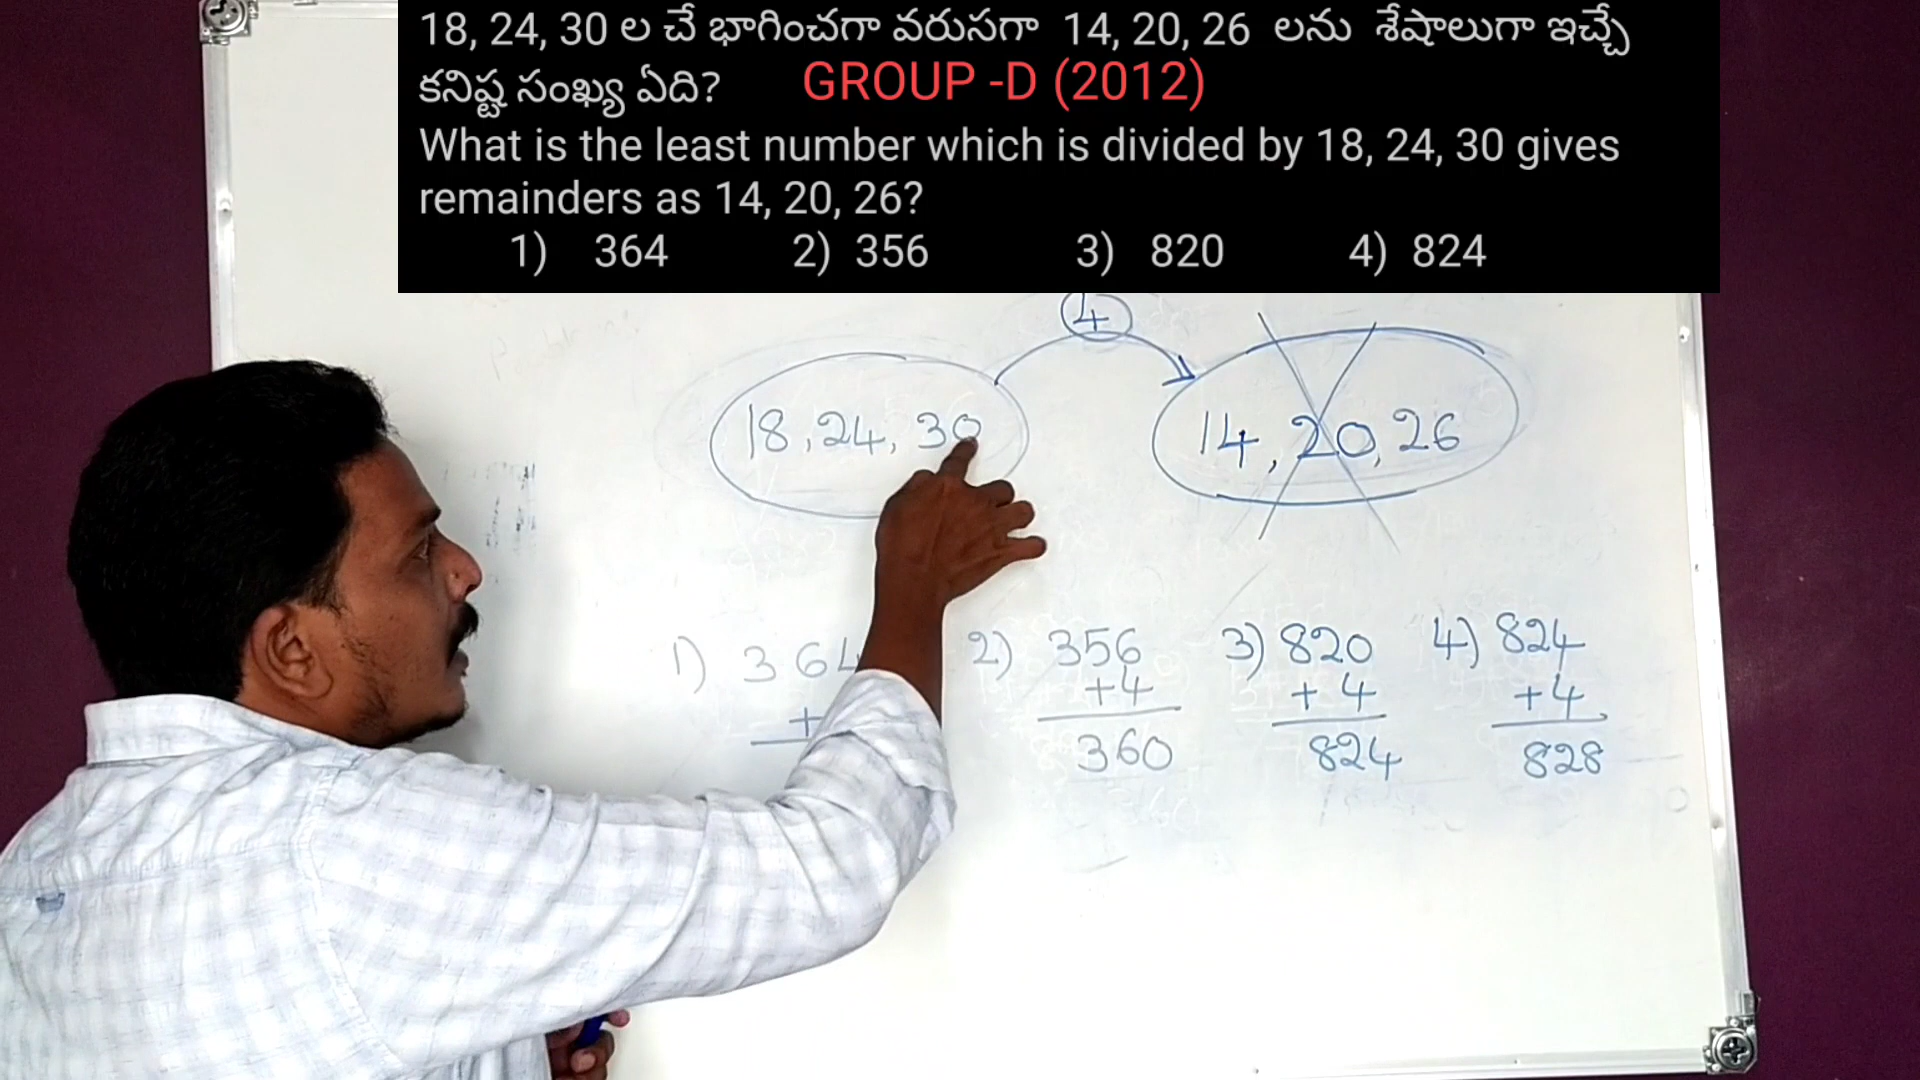 18, 24, 30 ల చే భాగించగా వరుసగా 14, 20, 26 లను శేషాలుగా ఇచ్చే
కనిష్ట సంఖ్య ఏది? GROUP -D (2012)
What is the least number which is divided by 18, 24, 30 gives
remainders as 14, 20, 26?
1) 364 2) 356 3) 820 4) 824
4
18, 24, 30 14, 20, 26
1) 364 2) 356 3) 820 4) 824
+ +4 +4 +4
360 824 828